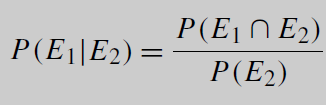 P(E₁|E₂) = P(E₁ ∩ E₂) / P(E₂)